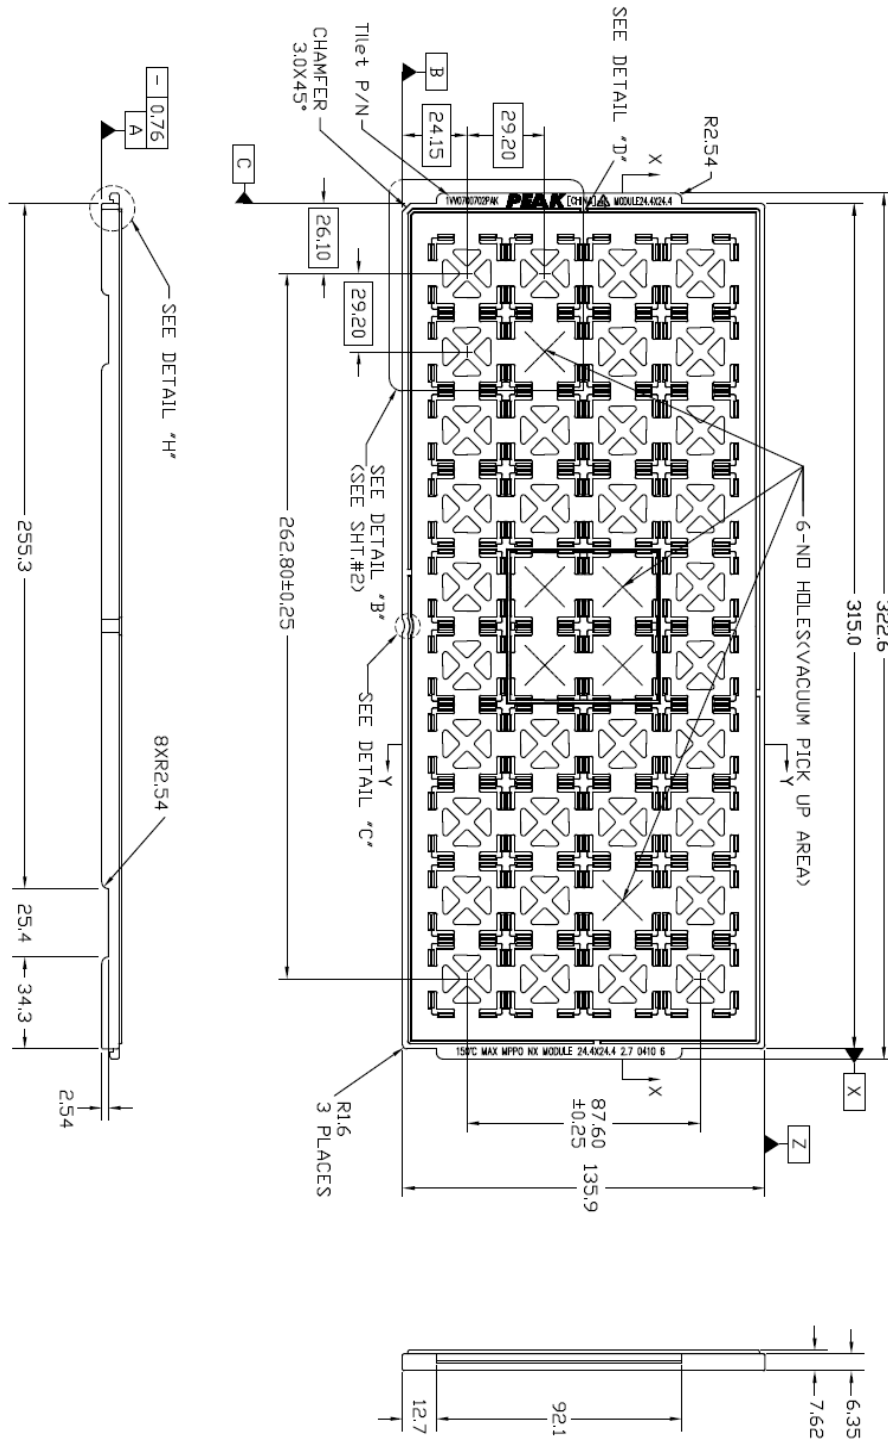 SEE DETAIL "D"
Tllet P/N
CHAMFER
3.0X45°
B
24.15
29.20
X
R2.54
⏤ 0.76
A
C
26.10
29.20
1VV0700702PAK PEAK [CHINA] MODULE24.4X24.4
SEE DETAIL "H"
SEE DETAIL "B"
(SEE SHT.#2)
262.80±0.25
SEE DETAIL "C"
6-NO HOLES(VACUUM PICK UP AREA)
315.0
322.6
255.3
Y
Y
8XR2.54
25.4
34.3
2.54
150°C MAX MPPO NX MODULE 24.4X24.4 2.7 0410 6
X
X
Z
R1.6
3 PLACES
87.60
±0.25
135.9
12.7
92.1
7.62
6.35